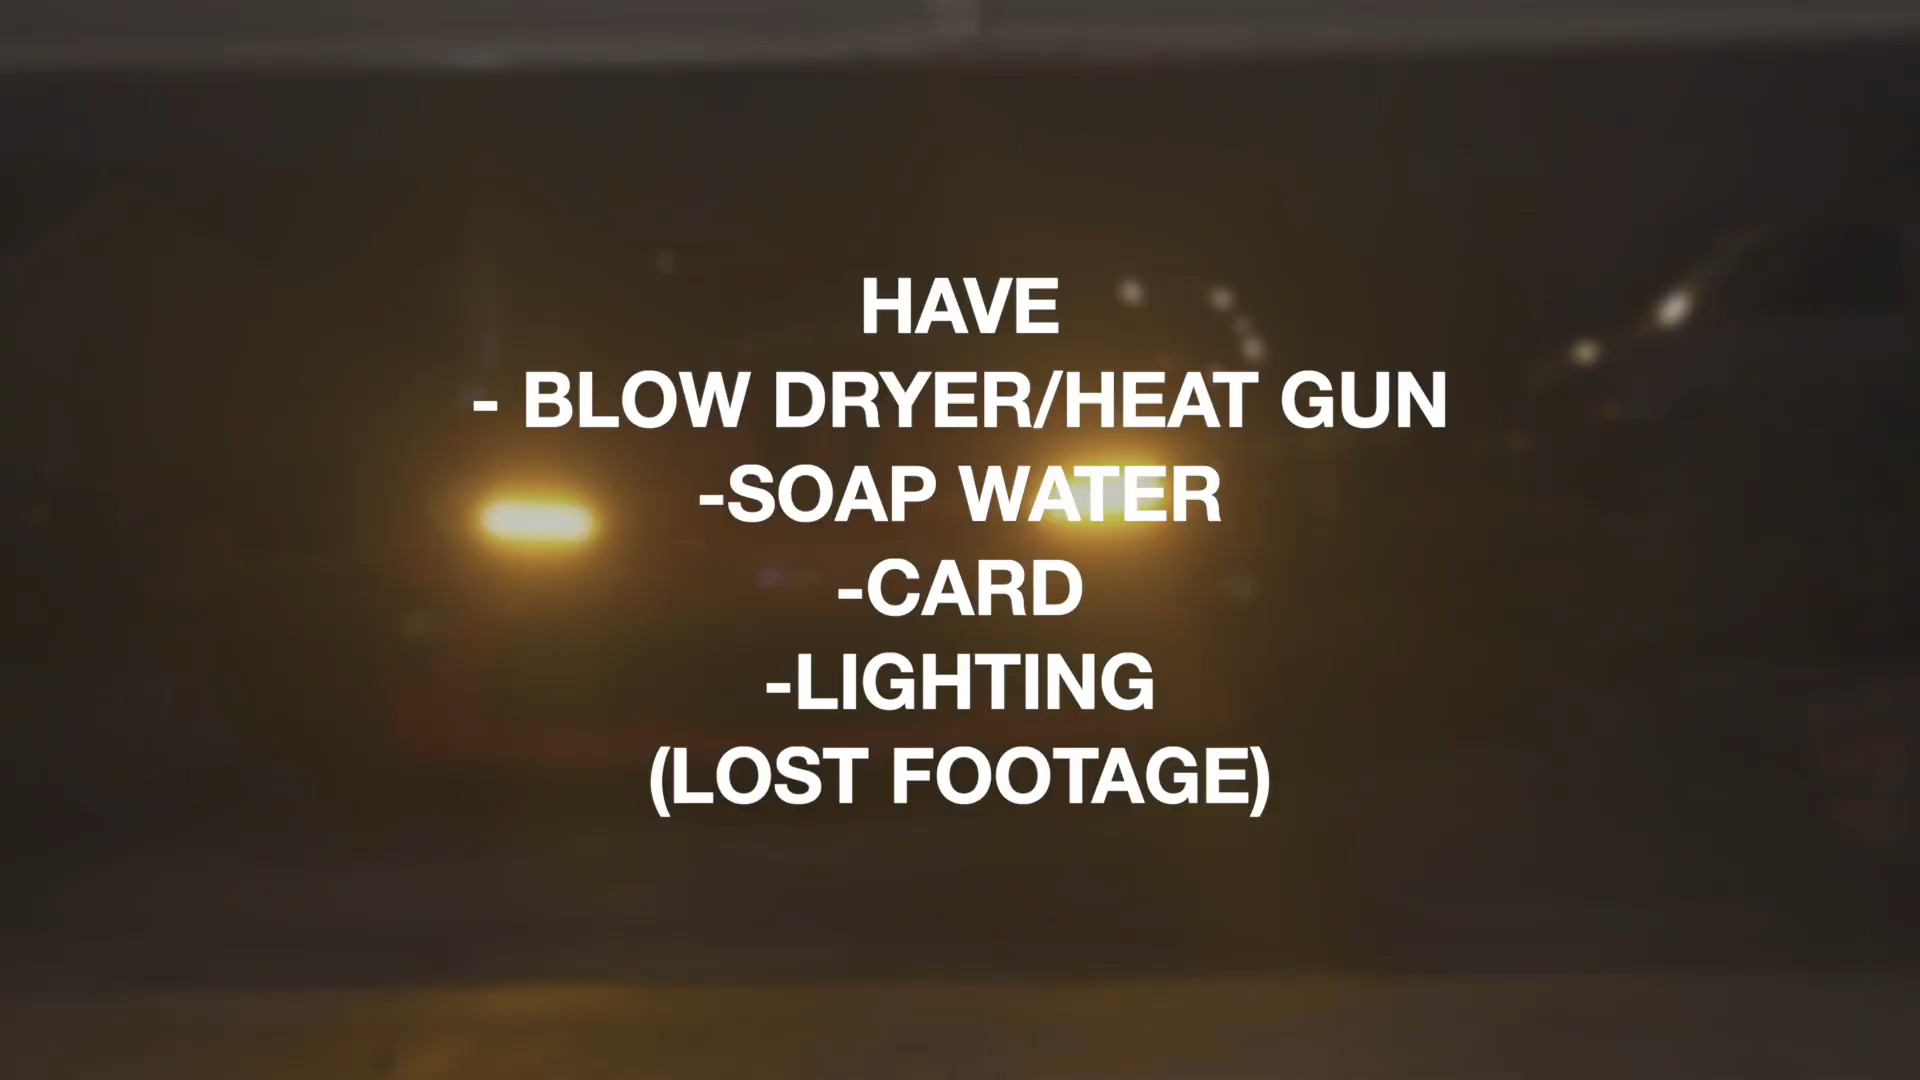 HAVE
- BLOW DRYER/HEAT GUN
-SOAP WATER
-CARD
-LIGHTING
(LOST FOOTAGE)